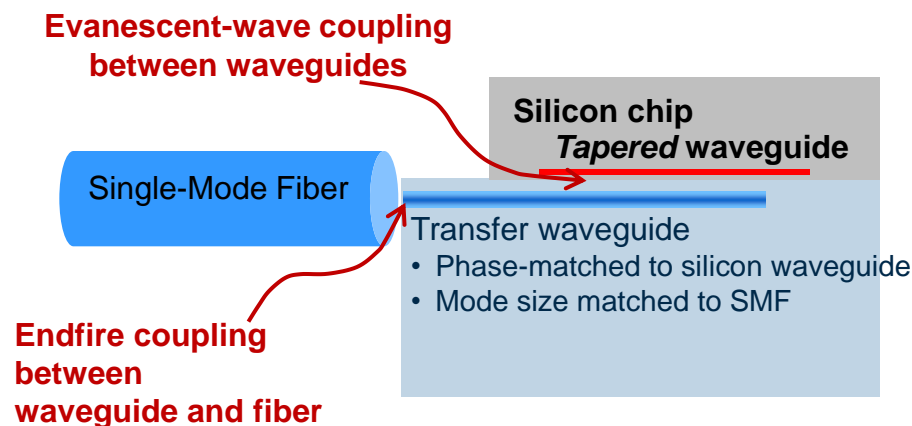 Evanescent-wave coupling
between waveguides
Silicon chip
Tapered waveguide
Single-Mode Fiber
Transfer waveguide
• Phase-matched to silicon waveguide
• Mode size matched to SMF
Endfire coupling
between
waveguide and fiber